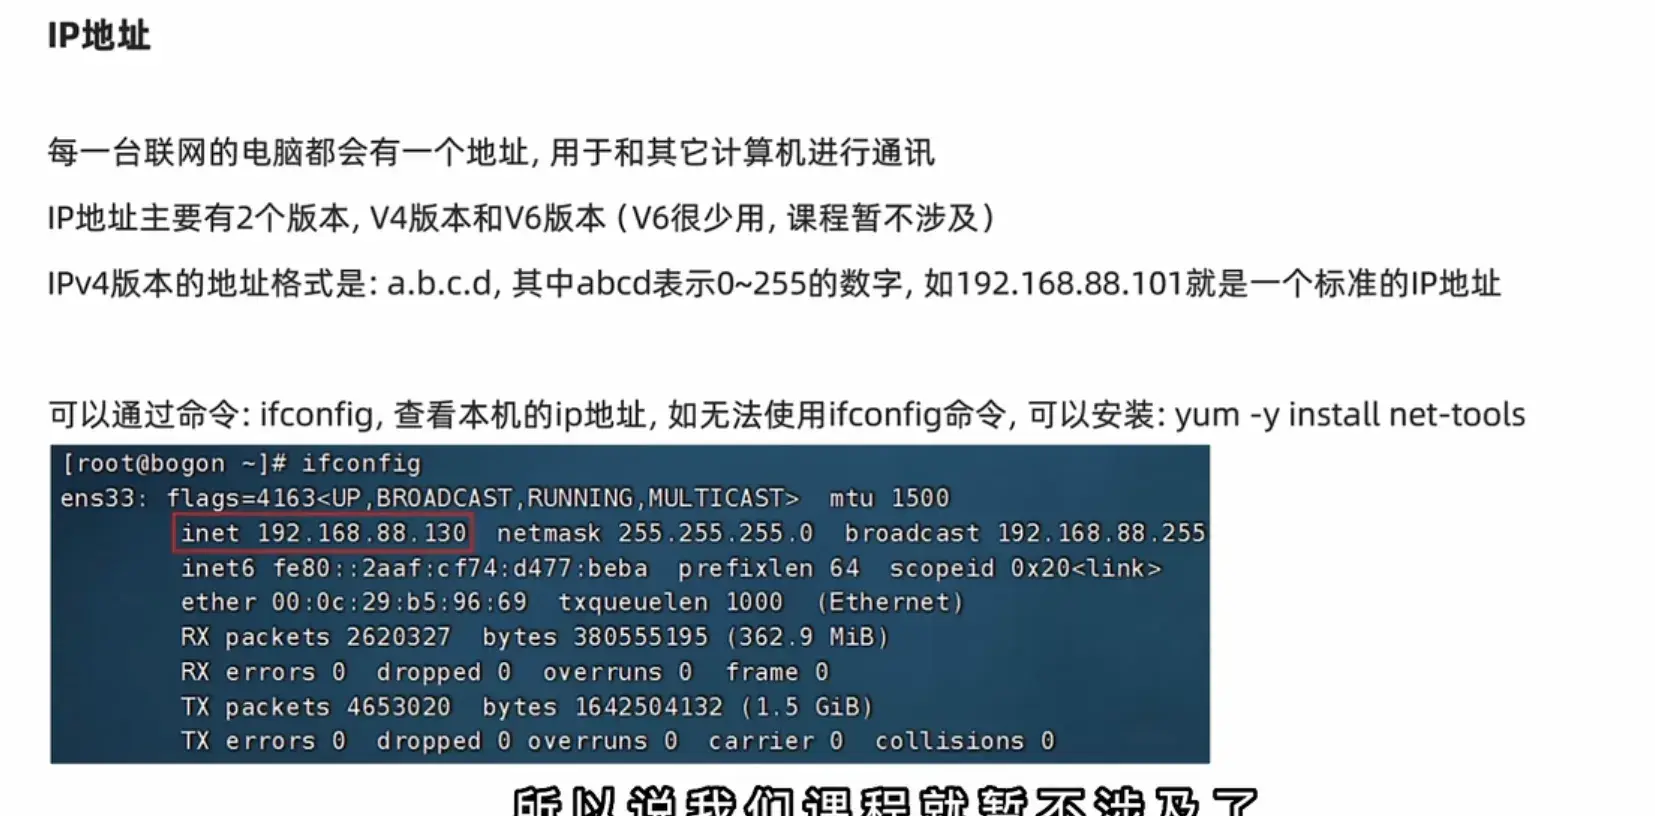 IP地址
每一台联网的电脑都会有一个地址, 用于和其它计算机进行通讯
IP地址主要有2个版本, V4版本和V6版本 (V6很少用, 课程暂不涉及)
IPv4版本的地址格式是: a.b.c.d, 其中abcd表示0~255的数字, 如192.168.88.101就是一个标准的IP地址
可以通过命令: ifconfig, 查看本机的ip地址, 如无法使用ifconfig命令, 可以安装: yum -y install net-tools
[root@bogon ~]# ifconfig
ens33: flags=4163<UP,BROADCAST,RUNNING,MULTICAST>  mtu 1500
inet 192.168.88.130  netmask 255.255.255.0  broadcast 192.168.88.255
inet6 fe80::2aaf:cf74:d477:beba  prefixlen 64  scopeid 0x20<link>
ether 00:0c:29:b5:96:69  txqueuelen 1000  (Ethernet)
RX packets 2620327  bytes 380555195 (362.9 MiB)
RX errors 0  dropped 0  overruns 0  frame 0
TX packets 4653020  bytes 1642504132 (1.5 GiB)
TX errors 0  dropped 0 overruns 0  carrier 0  collisions 0
所以说我们课程就暂不涉及了